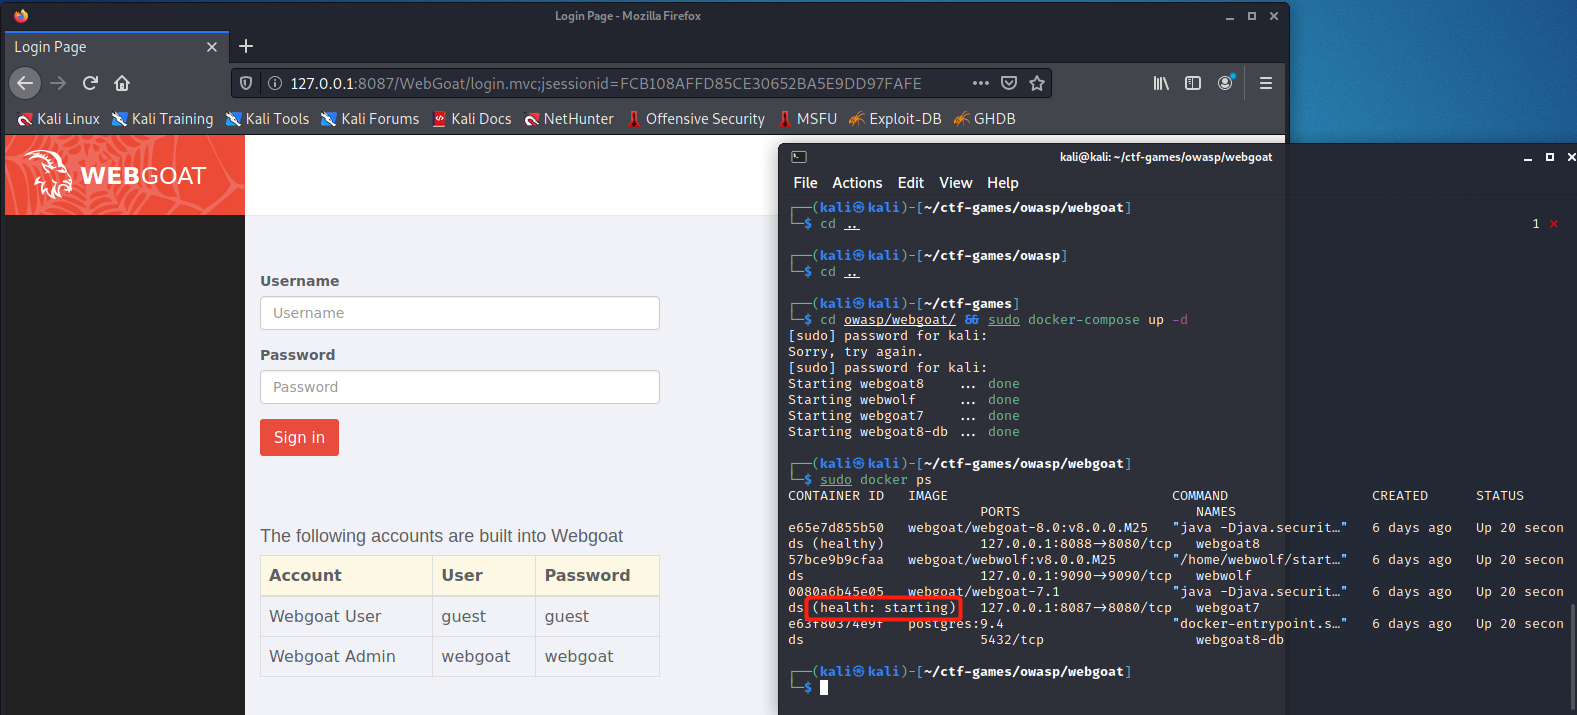 Login Page - Mozilla Firefox
Login Page
127.0.0.1:8087/WebGoat/login.mvc;jsessionid=FCB108AFFD85CE30652BA5E9DD97FAFE
Kali Linux Kali Training Kali Tools Kali Forums Kali Docs NetHunter Offensive Security MSFU Exploit-DB GHDB
WEBGOAT
Username
Username
Password
Password
Sign in
The following accounts are built into Webgoat
Account User Password
Webgoat User guest guest
Webgoat Admin webgoat webgoat
kali@kali: ~/ctf-games/owasp/webgoat
File Actions Edit View Help
┌──(kali㉿kali)-[~/ctf-games/owasp/webgoat]
└─$ cd ..
1 ⨯
┌──(kali㉿kali)-[~/ctf-games/owasp]
└─$ cd ..
┌──(kali㉿kali)-[~/ctf-games]
└─$ cd owasp/webgoat/ && sudo docker-compose up -d
[sudo] password for kali:
Sorry, try again.
[sudo] password for kali:
Starting webgoat8 ... done
Starting webwolf ... done
Starting webgoat7 ... done
Starting webgoat8-db ... done
┌──(kali㉿kali)-[~/ctf-games/owasp/webgoat]
└─$ sudo docker ps
CONTAINER ID IMAGE COMMAND CREATED STATUS
PORTS NAMES
e65e7d855b50 webgoat/webgoat-8.0:v8.0.0.M25 "java -Djava.securit…" 6 days ago Up 20 secon
ds (healthy) 127.0.0.1:8088->8080/tcp webgoat8
57bce9b9cfaa webgoat/webwolf:v8.0.0.M25 "/home/webwolf/start…" 6 days ago Up 20 secon
ds 127.0.0.1:9090->9090/tcp webwolf
0080a6b45e05 webgoat/webgoat-7.1 "java -Djava.securit…" 6 days ago Up 20 secon
ds (health: starting) 127.0.0.1:8087->8080/tcp webgoat7
e63f80374e9f postgres:9.4 "docker-entrypoint.s…" 6 days ago Up 20 secon
ds 5432/tcp webgoat8-db
┌──(kali㉿kali)-[~/ctf-games/owasp/webgoat]
└─$